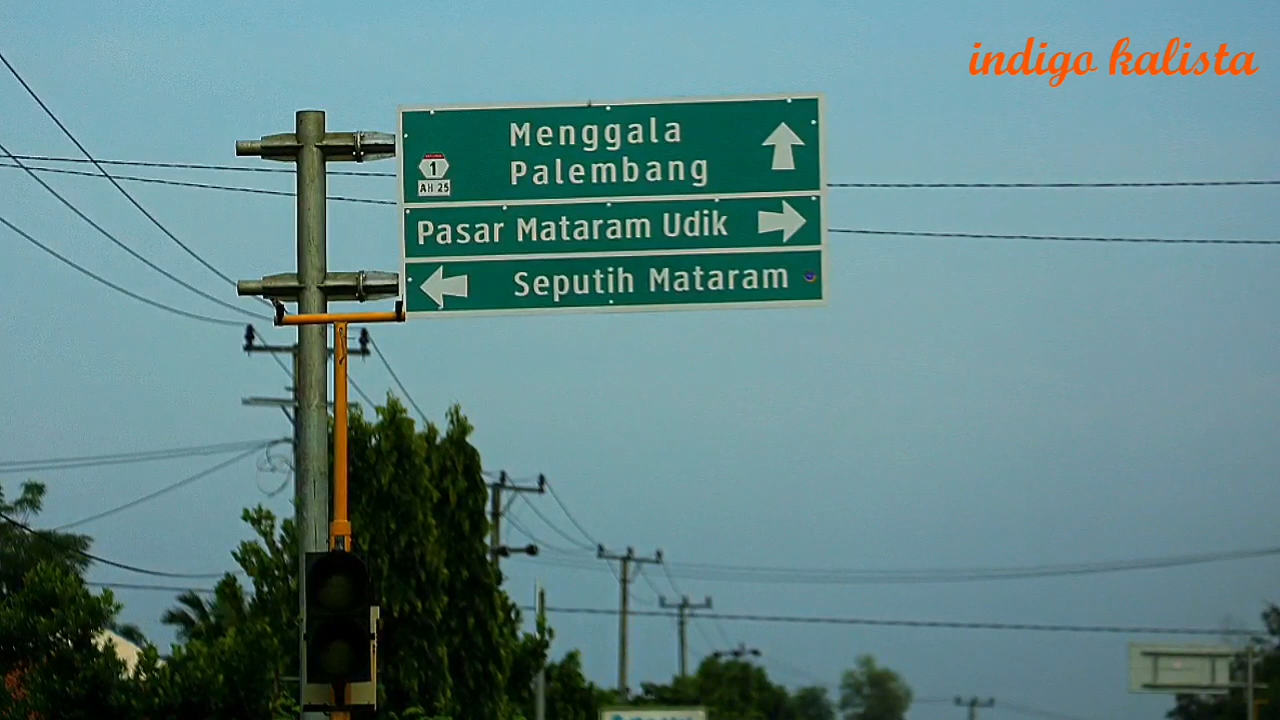 indigo kalista
Menggala
Palembang
1
AH 25
Pasar Mataram Udik
Seputih Mataram